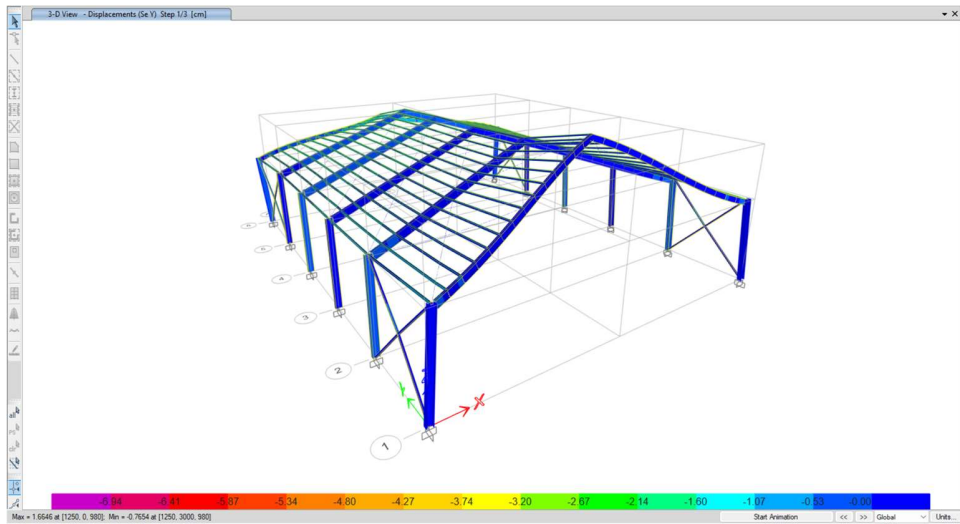 3-D View - Displacements (Se Y) Step 1/3 [cm]
6
5
4
3
2
1
Y
X
-6.94 -6.41 -5.87 -5.34 -4.80 -4.27 -3.74 -3.20 -2.67 -2.14 -1.60 -1.07 -0.53 -0.00
Max = 1.6646 at [1250, 0, 980]; Min = -0.7654 at [1250, 3000, 980]
Start Animation << >> Global Units...
all